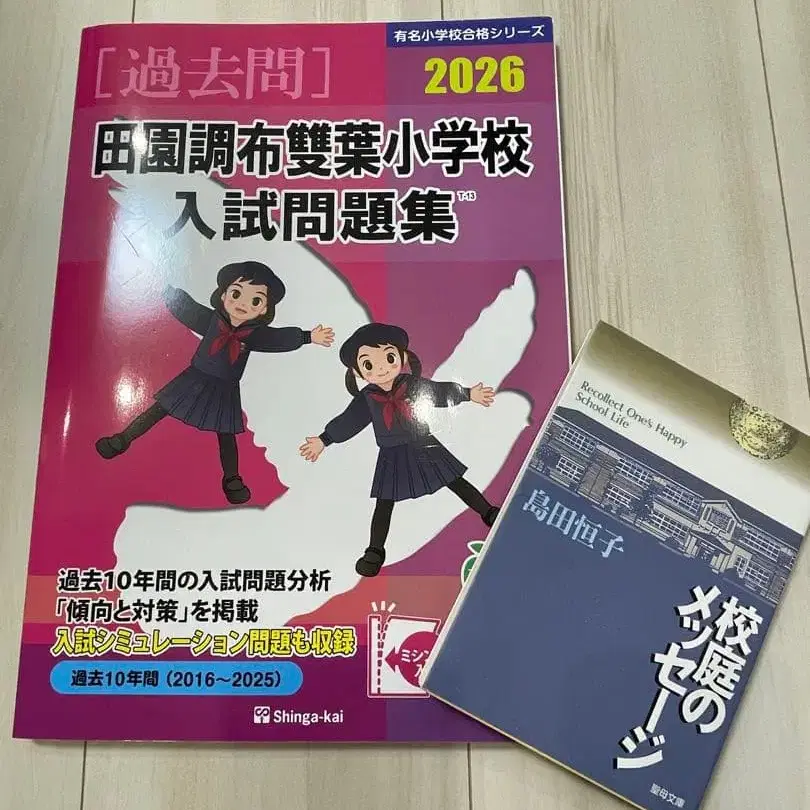 有名小学校合格シリーズ
[過去問]
2026
田園調布雙葉小学校
入試問題集
T-13
過去10年間の入試問題分析
「傾向と対策」を掲載
入試シミュレーション問題も収録
過去10年間（2016〜2025）
Shinga-kai
ミシン
Recollect One's Happy
School Life
島田恒子
校庭の
メッセージ
聖母文庫